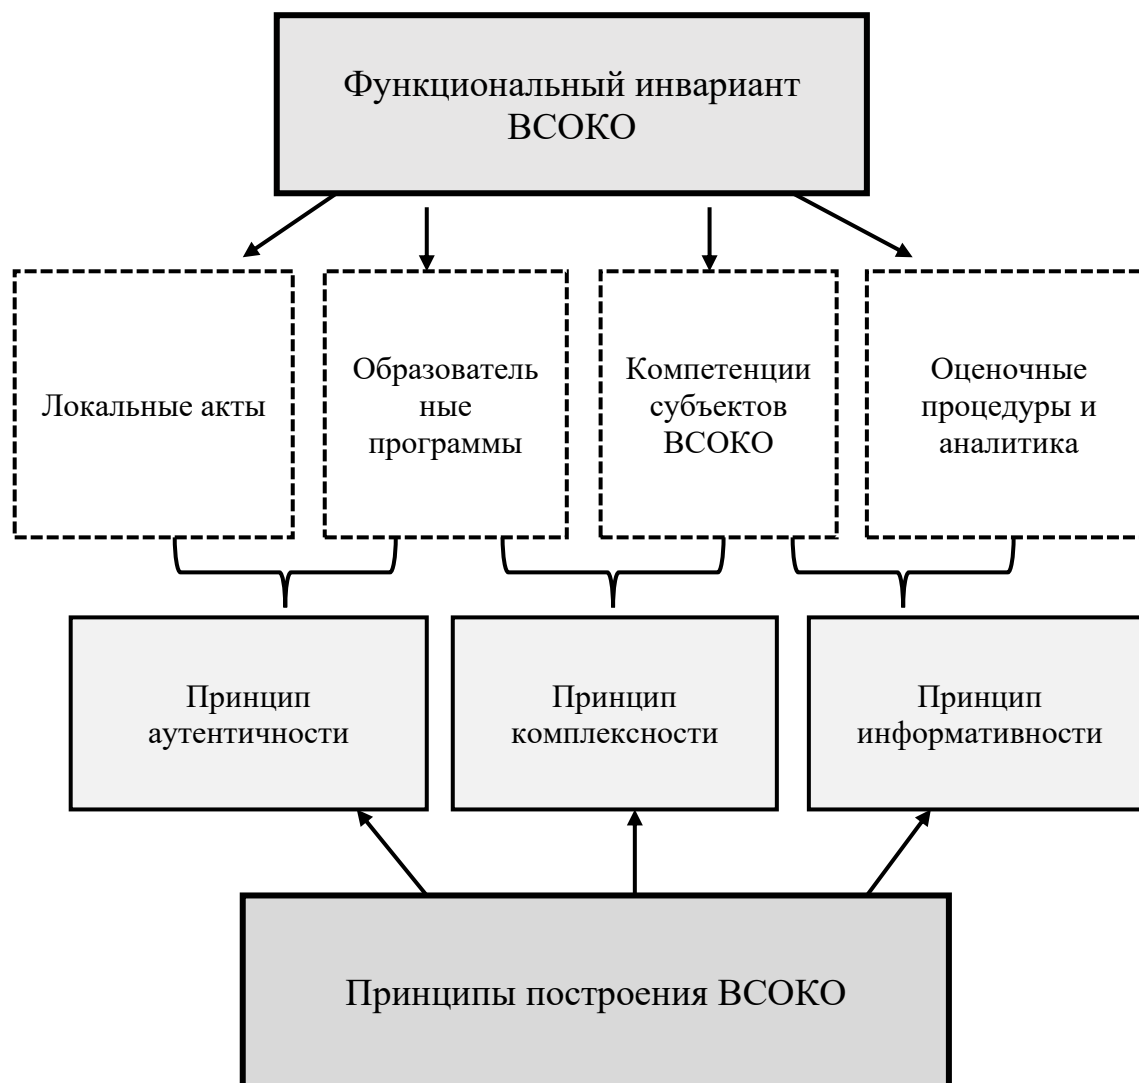 Функциональный инвариант
ВСОКО
Локальные акты
Образователь
ные
программы
Компетенции
субъектов
ВСОКО
Оценочные
процедуры и
аналитика
Принцип
аутентичности
Принцип
комплексности
Принцип
информативности
Принципы построения ВСОКО